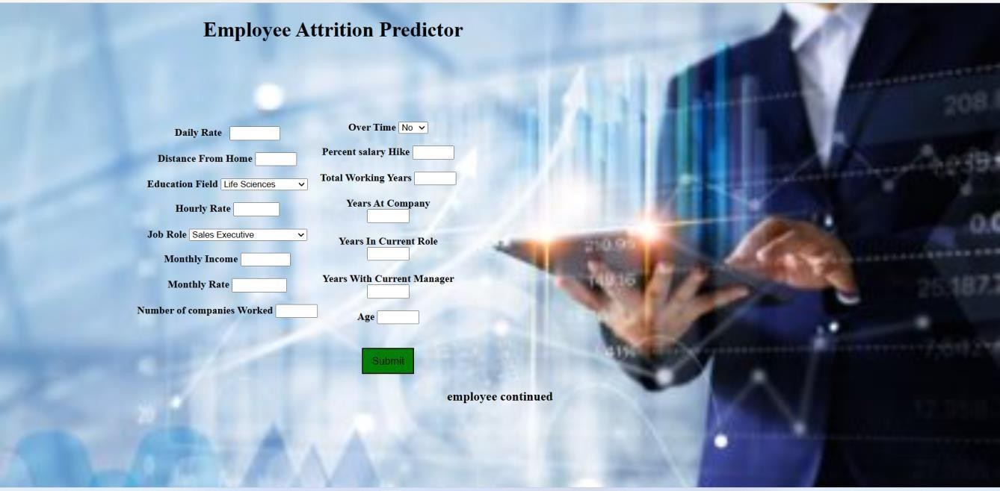 Employee Attrition Predictor
Daily Rate
Distance From Home
Education Field Life Sciences
Hourly Rate
Job Role Sales Executive
Monthly Income
Monthly Rate
Number of companies Worked
Over Time No
Percent salary Hike
Total Working Years
Years At Company
Years In Current Role
Years With Current Manager
Age
Submit
employee continued